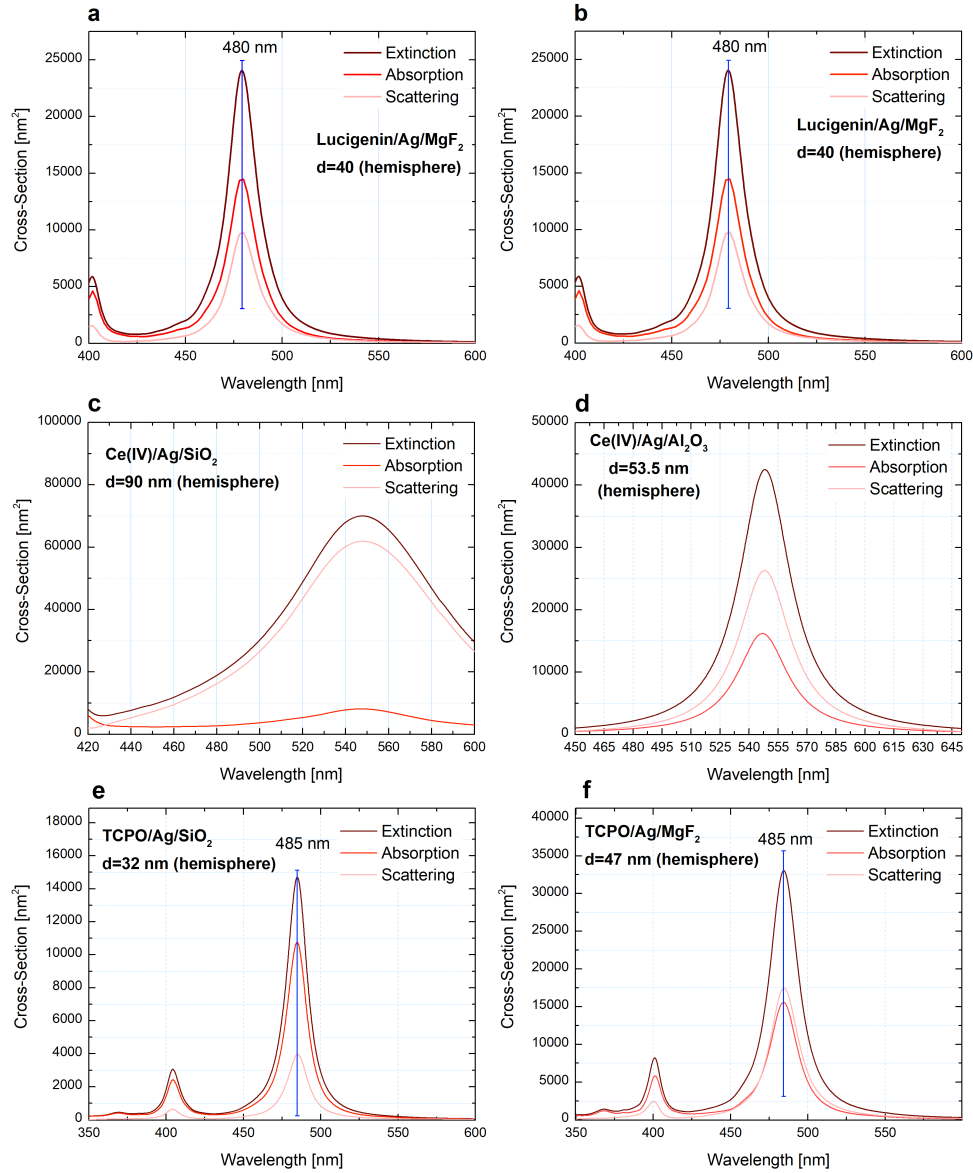 a
480 nm
Extinction
Absorption
Scattering
Lucigenin/Ag/MgF2
d=40 (hemisphere)
Cross-Section [nm2]
25000
20000
15000
10000
5000
0
400 450 500 550 600
Wavelength [nm]
b
480 nm
Extinction
Absorption
Scattering
Lucigenin/Ag/MgF2
d=40 (hemisphere)
Cross-Section [nm2]
25000
20000
15000
10000
5000
0
400 450 500 550 600
Wavelength [nm]
c
Ce(IV)/Ag/SiO2
d=90 nm (hemisphere)
Extinction
Absorption
Scattering
Cross-Section [nm2]
100000
80000
60000
40000
20000
0
420 440 460 480 500 520 540 560 580 600
Wavelength [nm]
d
Ce(IV)/Ag/Al2O3
d=53.5 nm
(hemisphere)
Extinction
Absorption
Scattering
Cross-Section [nm2]
50000
40000
30000
20000
10000
0
450 465 480 495 510 525 540 555 570 585 600 615 630 645
Wavelength [nm]
e
TCPO/Ag/SiO2
d=32 nm (hemisphere)
485 nm
Extinction
Absorption
Scattering
Cross-Section [nm2]
18000
16000
14000
12000
10000
8000
6000
4000
2000
0
350 400 450 500 550 600
Wavelength [nm]
f
TCPO/Ag/MgF2
d=47 nm (hemisphere)
485 nm
Extinction
Absorption
Scattering
Cross-Section [nm2]
40000
35000
30000
25000
20000
15000
10000
5000
0
350 400 450 500 550
Wavelength [nm]